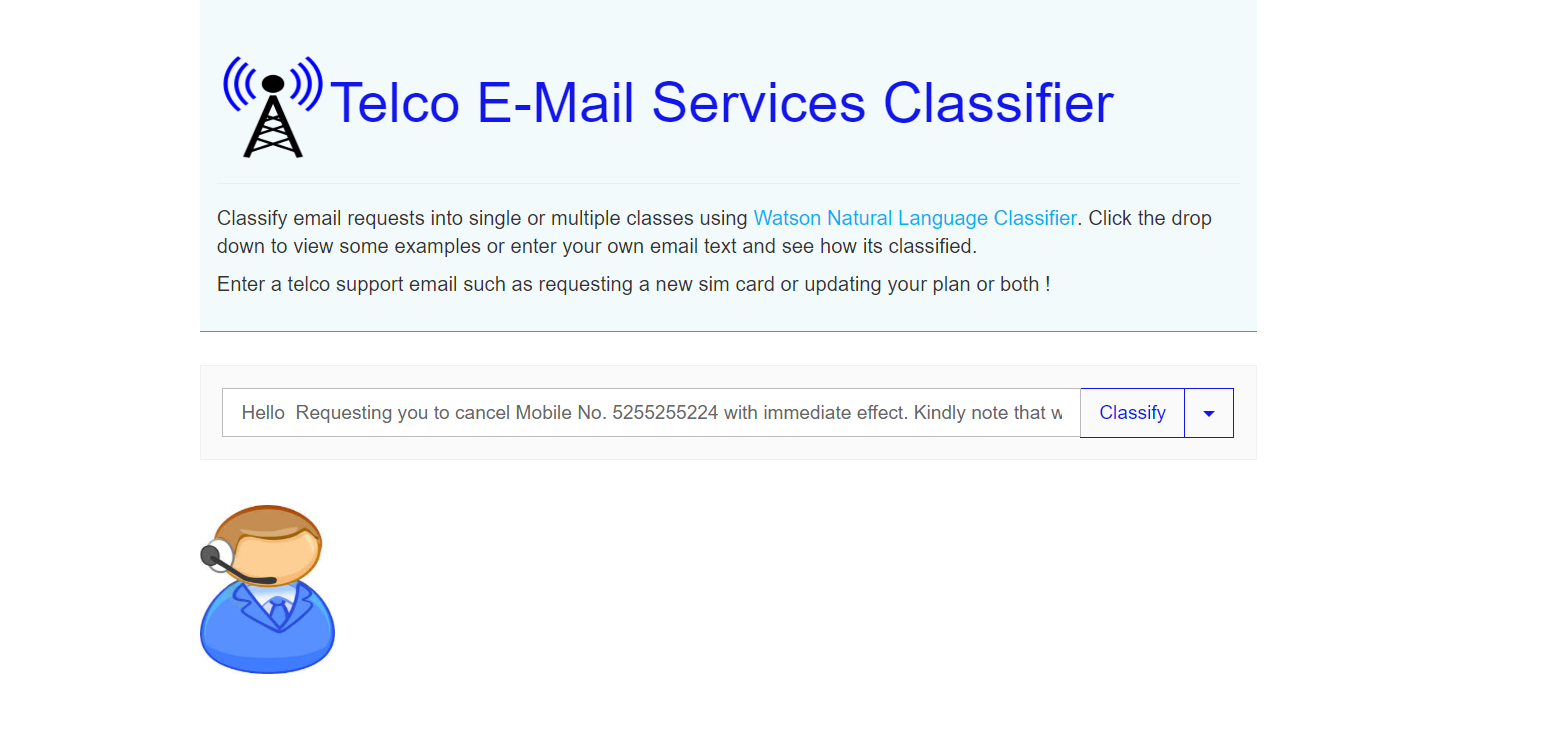 Telco E-Mail Services Classifier
Classify email requests into single or multiple classes using Watson Natural Language Classifier. Click the drop
down to view some examples or enter your own email text and see how its classified.
Enter a telco support email such as requesting a new sim card or updating your plan or both !
Hello  Requesting you to cancel Mobile No. 5255255224 with immediate effect. Kindly note that w
Classify